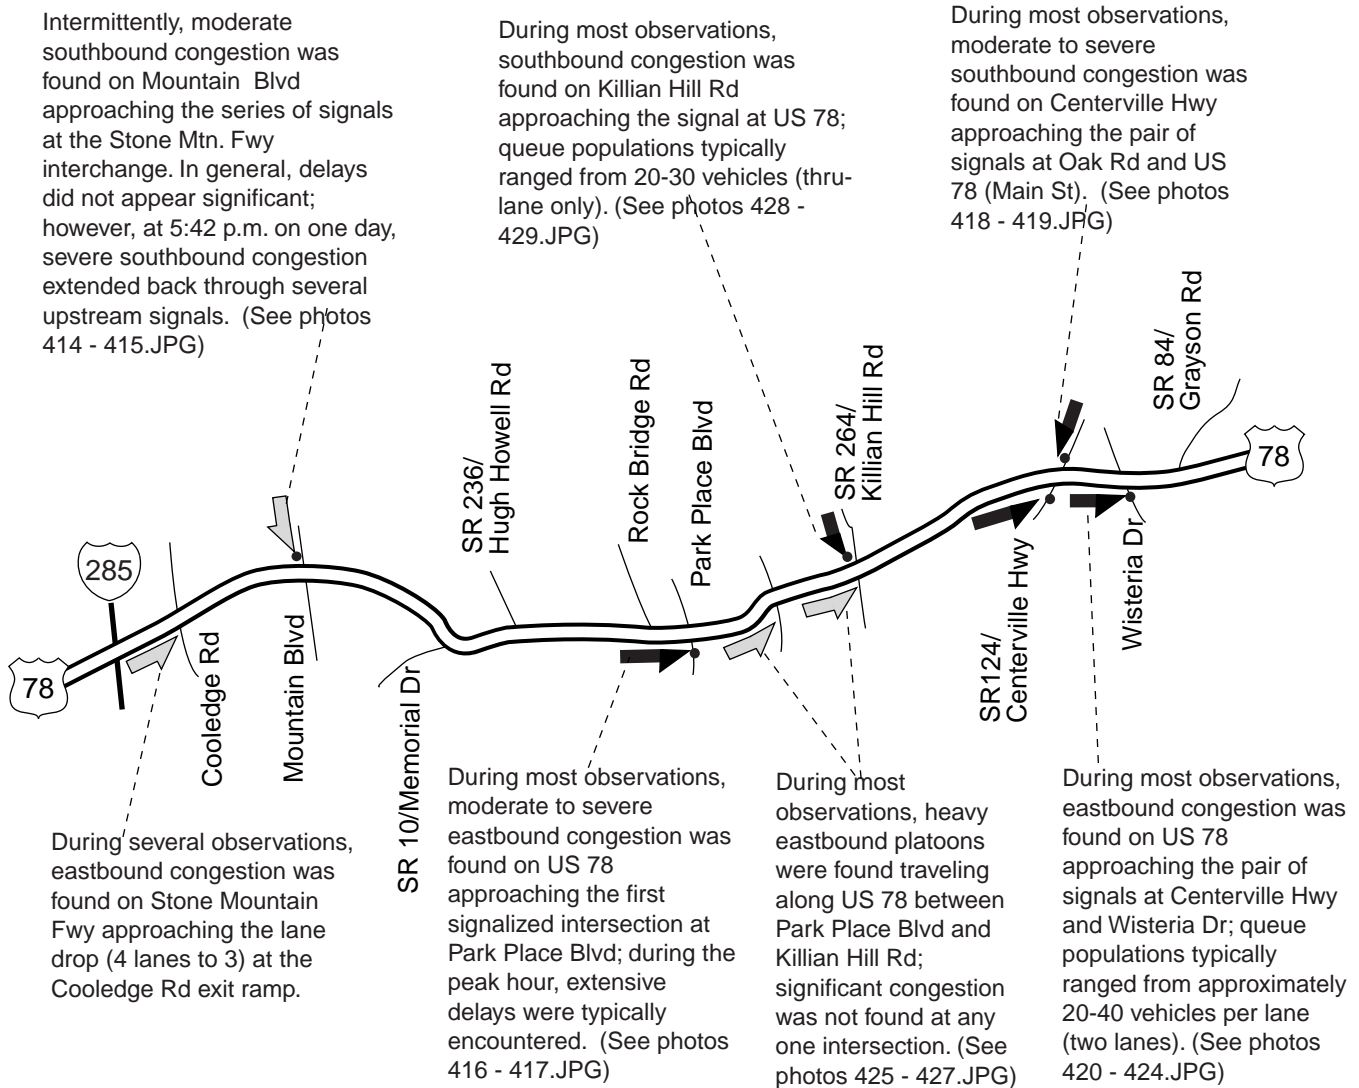 Intermittently, moderate
southbound congestion was
found on Mountain Blvd
approaching the series of signals
at the Stone Mtn. Fwy
interchange. In general, delays
did not appear significant;
however, at 5:42 p.m. on one day,
severe southbound congestion
extended back through several
upstream signals. (See photos
414 - 415.JPG)
During most observations,
southbound congestion was
found on Killian Hill Rd
approaching the signal at US 78;
queue populations typically
ranged from 20-30 vehicles (thru-
lane only). (See photos 428 -
429.JPG)
During most observations,
moderate to severe
southbound congestion was
found on Centerville Hwy
approaching the pair of
signals at Oak Rd and US
78 (Main St). (See photos
418 - 419.JPG)
78
285
Cooledge Rd
Mountain Blvd
SR 10/Memorial Dr
SR 236/
Hugh Howell Rd
Rock Bridge Rd
Park Place Blvd
SR 264/
Killian Hill Rd
SR124/
Centerville Hwy
Wisteria Dr
SR 84/
Grayson Rd
78
During several observations,
eastbound congestion was
found on Stone Mountain
Fwy approaching the lane
drop (4 lanes to 3) at the
Cooledge Rd exit ramp.
During most observations,
moderate to severe
eastbound congestion was
found on US 78
approaching the first
signalized intersection at
Park Place Blvd; during the
peak hour, extensive
delays were typically
encountered. (See photos
416 - 417.JPG)
During most
observations, heavy
eastbound platoons
were found traveling
along US 78 between
Park Place Blvd and
Killian Hill Rd;
significant congestion
was not found at any
one intersection. (See
photos 425 - 427.JPG)
During most observations,
eastbound congestion was
found on US 78
approaching the pair of
signals at Centerville Hwy
and Wisteria Dr; queue
populations typically
ranged from approximately
20-40 vehicles per lane
(two lanes). (See photos
420 - 424.JPG)